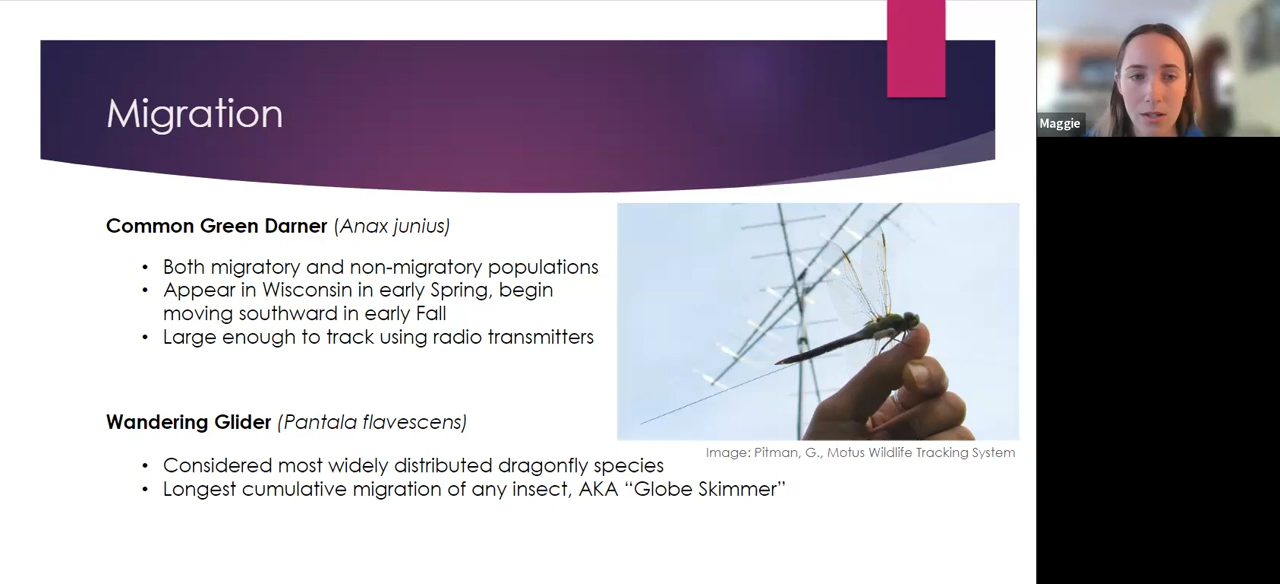 Migration
Common Green Darner (Anax junius)
• Both migratory and non-migratory populations
• Appear in Wisconsin in early Spring, begin
moving southward in early Fall
• Large enough to track using radio transmitters
Wandering Glider (Pantala flavescens)
• Considered most widely distributed dragonfly species
• Longest cumulative migration of any insect, AKA “Globe Skimmer”
Image: Pitman, G., Motus Wildlife Tracking System
Maggie